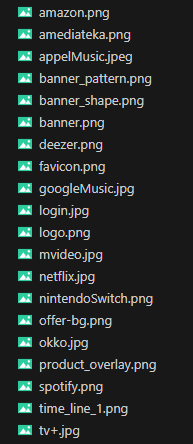 amazon.png
amediateka.png
appelMusic.jpeg
banner_pattern.png
banner_shape.png
banner.png
deezer.png
favicon.png
googleMusic.jpg
login.jpg
logo.png
mvideo.jpg
netflix.jpg
nintendoSwitch.png
offer-bg.png
okko.jpg
product_overlay.png
spotify.png
time_line_1.png
tv+.jpg